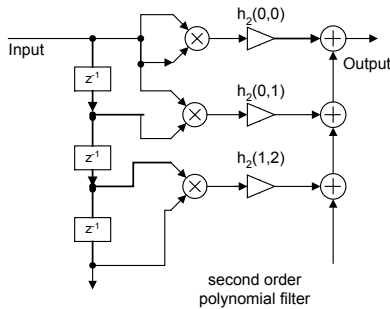 h₂(0,0)
Input
Output
z⁻¹
h₂(0,1)
z⁻¹
h₂(1,2)
z⁻¹
second order
polynomial filter